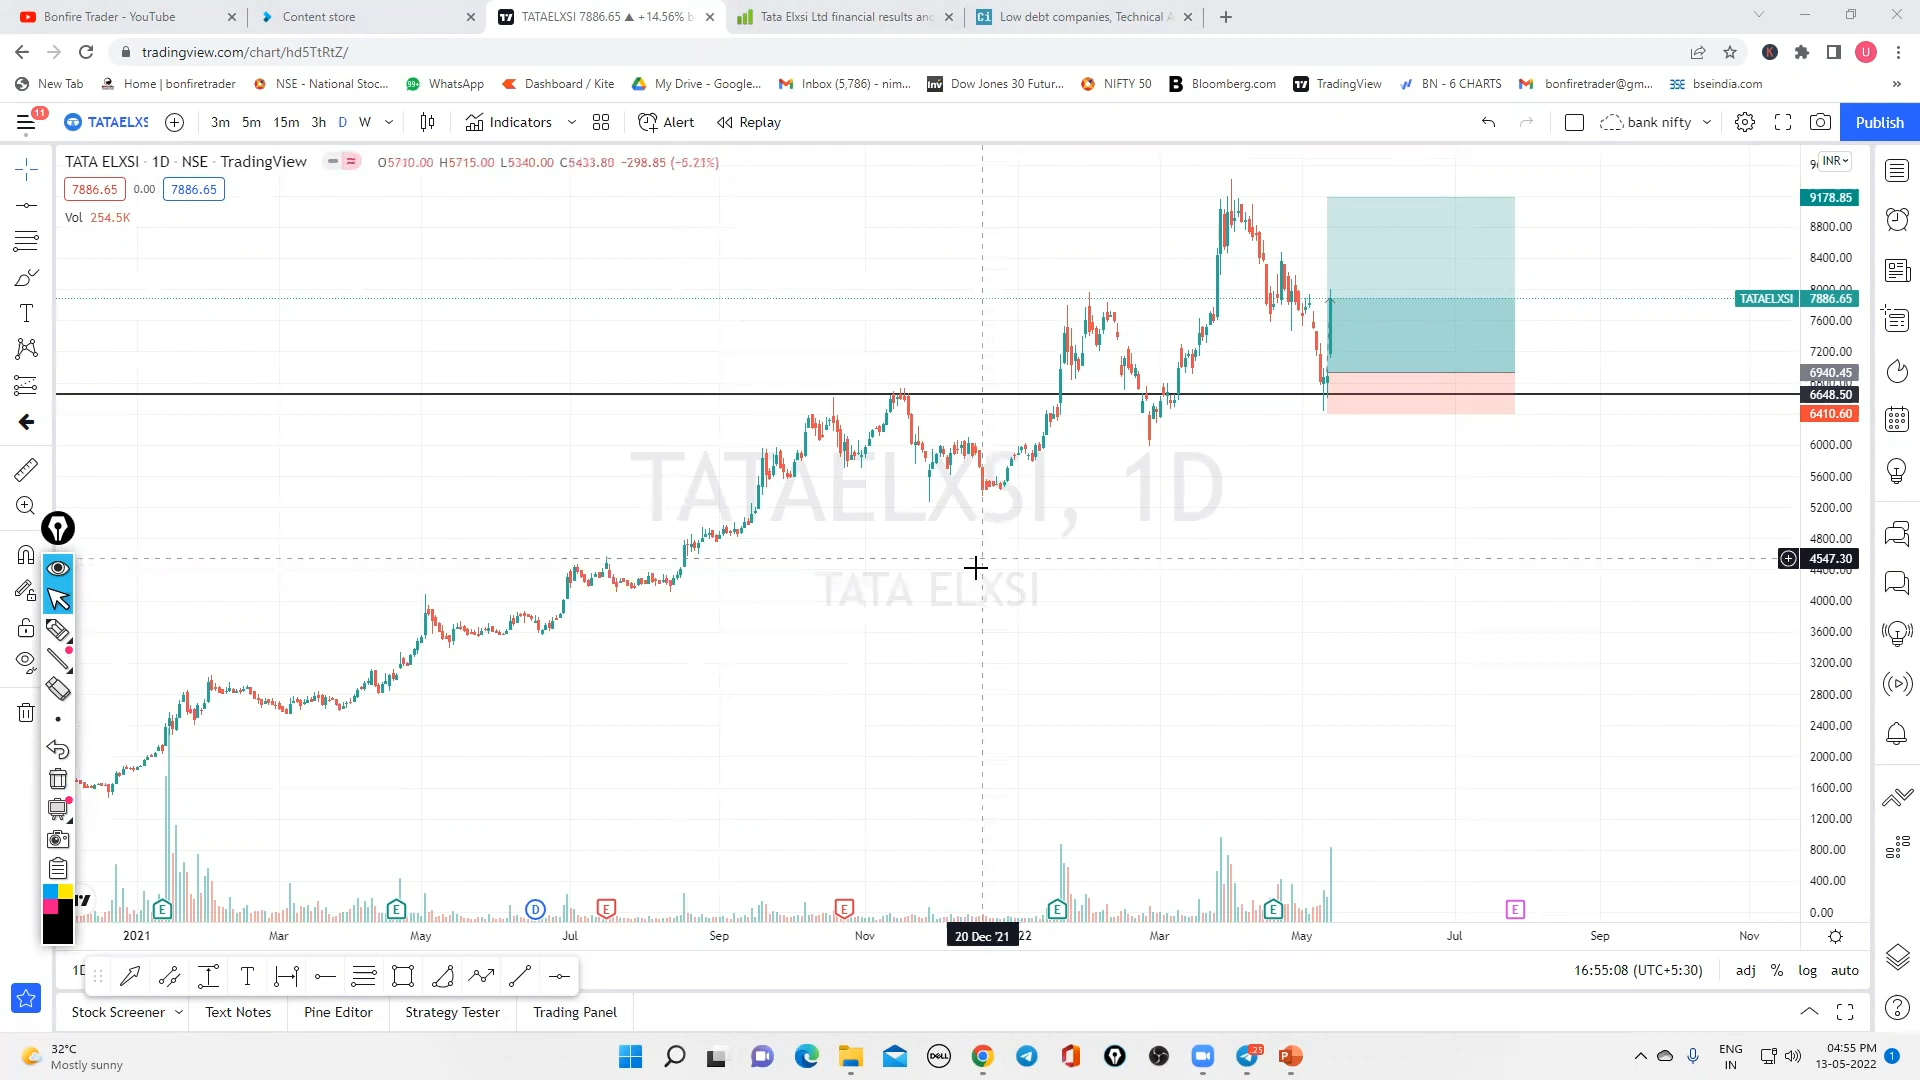 Bonfire Trader - YouTube
Content store
TATAELXSI 7886.65 ▲ +14.56% b
Tata Elxsi Ltd financial results and
Low debt companies, Technical A
tradingview.com/chart/hd5TtRtZ/
New Tab
Home | bonfiretrader
NSE - National Stoc...
WhatsApp
Dashboard / Kite
My Drive - Google...
Inbox (5,786) - nim...
Dow Jones 30 Futur...
NIFTY 50
Bloomberg.com
TradingView
BN - 6 CHARTS
bonfiretrader@gm...
bseindia.com
11
TATAELXS
3m 5m 15m 3h D W
Indicators
Alert
Replay
bank nifty
Publish
TATA ELXSI · 1D · NSE · TradingView
O5710.00 H5715.00 L5340.00 C5433.80 −298.85 (−5.21%)
INR
7886.65 0.00 7886.65
Vol 254.5K
9178.85
8800.00
8400.00
TATAELXSI 7886.65
7600.00
7200.00
6940.45
6648.50
6410.60
6000.00
5600.00
5200.00
4800.00
4547.30
4400.00
4000.00
3600.00
3200.00
2800.00
2400.00
2000.00
1600.00
1200.00
800.00
400.00
0.00
TATAELXSI, 1D
TATA ELXSI
E E D E E E E E
2021 Mar May Jul Sep Nov 20 Dec '21 22 Mar May Jul Sep Nov
16:55:08 (UTC+5:30) adj % log auto
Stock Screener
Text Notes
Pine Editor
Strategy Tester
Trading Panel
32°C
Mostly sunny
DELL
25
ENG
IN
04:55 PM
13-05-2022
1